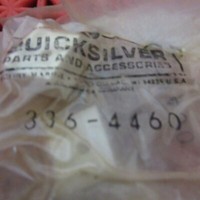 QUICKSILVER
PARTS AND ACCESSORIES
336-4460